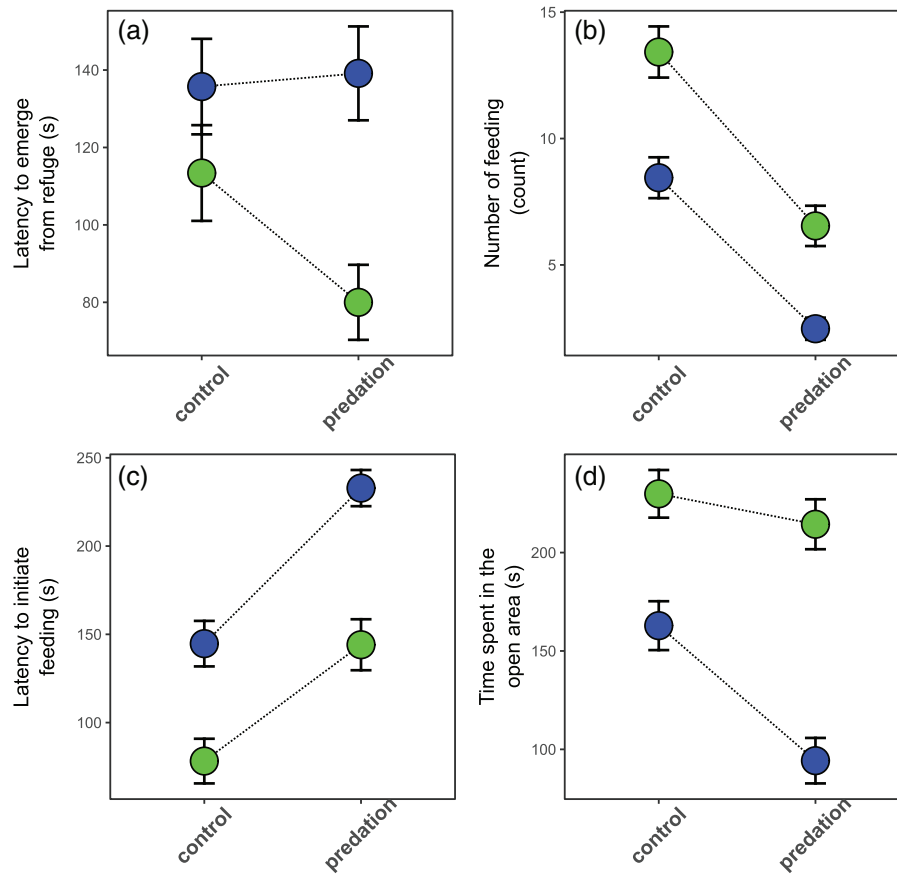 (a)
Latency to emerge
from refuge (s)
140
120
100
80
control
predation
(b)
Number of feeding
(count)
15
10
5
control
predation
(c)
Latency to initiate
feeding (s)
250
200
150
100
control
predation
(d)
Time spent in the
open area (s)
200
150
100
control
predation